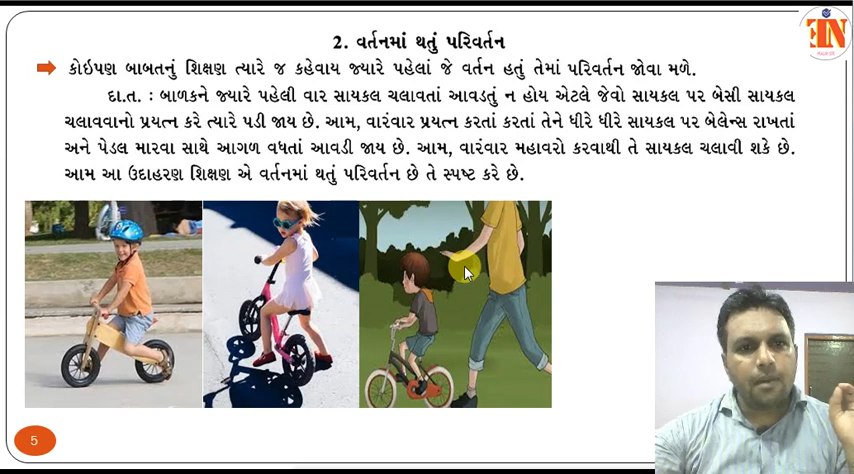 2. વર્તનમાં થતું પરિવર્તન
કોઈપણ બાબતનું શિક્ષણ ત્યારે જ કહેવાય જ્યારે પહેલાં જે વર્તન હતું તેમાં પરિવર્તન જોવા મળે.
દા.ત. : બાળકને જ્યારે પહેલી વાર સાયકલ ચલાવતાં આવડતું ન હોય એટલે જેવો સાયકલ પર બેસી સાયકલ
ચલાવવાનો પ્રયત્ન કરે ત્યારે પડી જાય છે. આમ, વારંવાર પ્રયત્ન કરતાં કરતાં તેને ધીરે ધીરે સાયકલ પર બેલેન્સ રાખતાં
અને પેડલ મારવા સાથે આગળ વધતાં આવડી જાય છે. આમ, વારંવાર મહાવરો કરવાથી તે સાયકલ ચલાવી શકે છે.
આમ આ ઉદાહરણ શિક્ષણ એ વર્તનમાં થતું પરિવર્તન છે તે સ્પષ્ટ કરે છે.
5